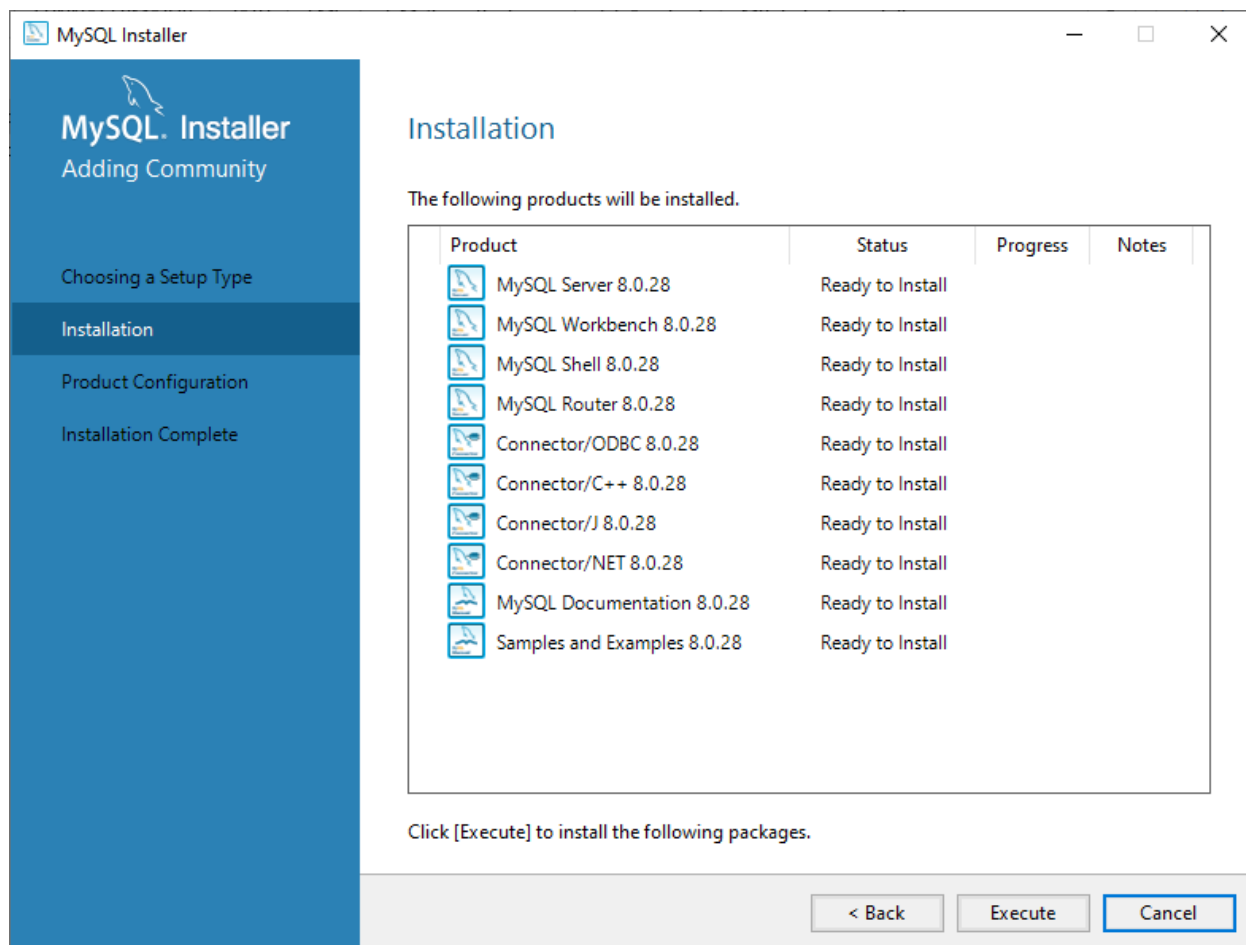 MySQL Installer
MySQL. Installer
Adding Community
Choosing a Setup Type
Installation
Product Configuration
Installation Complete
Installation
The following products will be installed.
Product Status Progress Notes
MySQL Server 8.0.28 Ready to Install
MySQL Workbench 8.0.28 Ready to Install
MySQL Shell 8.0.28 Ready to Install
MySQL Router 8.0.28 Ready to Install
Connector/ODBC 8.0.28 Ready to Install
Connector/C++ 8.0.28 Ready to Install
Connector/J 8.0.28 Ready to Install
Connector/NET 8.0.28 Ready to Install
MySQL Documentation 8.0.28 Ready to Install
Samples and Examples 8.0.28 Ready to Install
Click [Execute] to install the following packages.
< Back Execute Cancel